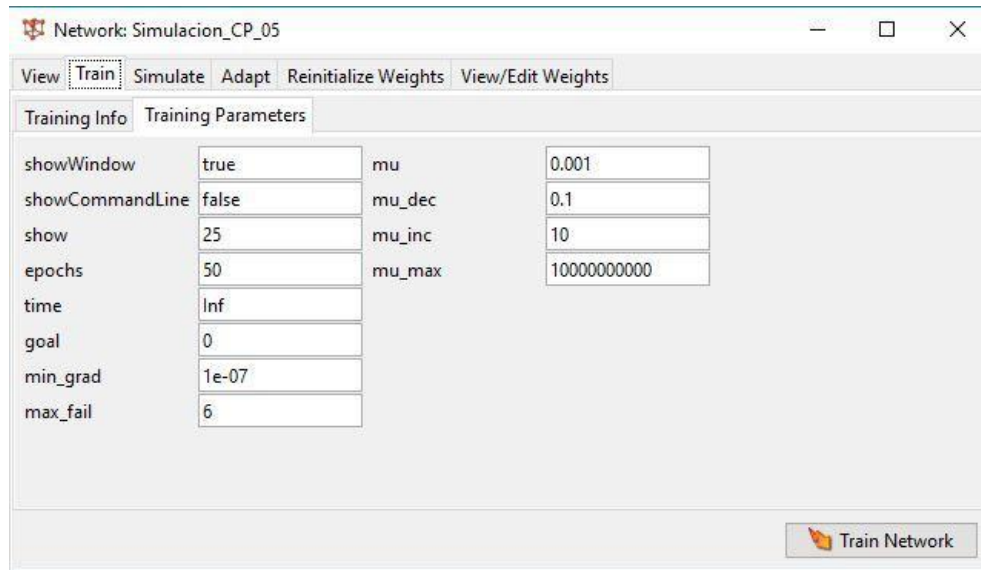 Network: Simulacion_CP_05
View Train Simulate Adapt Reinitialize Weights View/Edit Weights
Training Info Training Parameters
showWindow true mu 0.001
showCommandLine false mu_dec 0.1
show 25 mu_inc 10
epochs 50 mu_max 10000000000
time Inf
goal 0
min_grad 1e-07
max_fail 6
Train Network